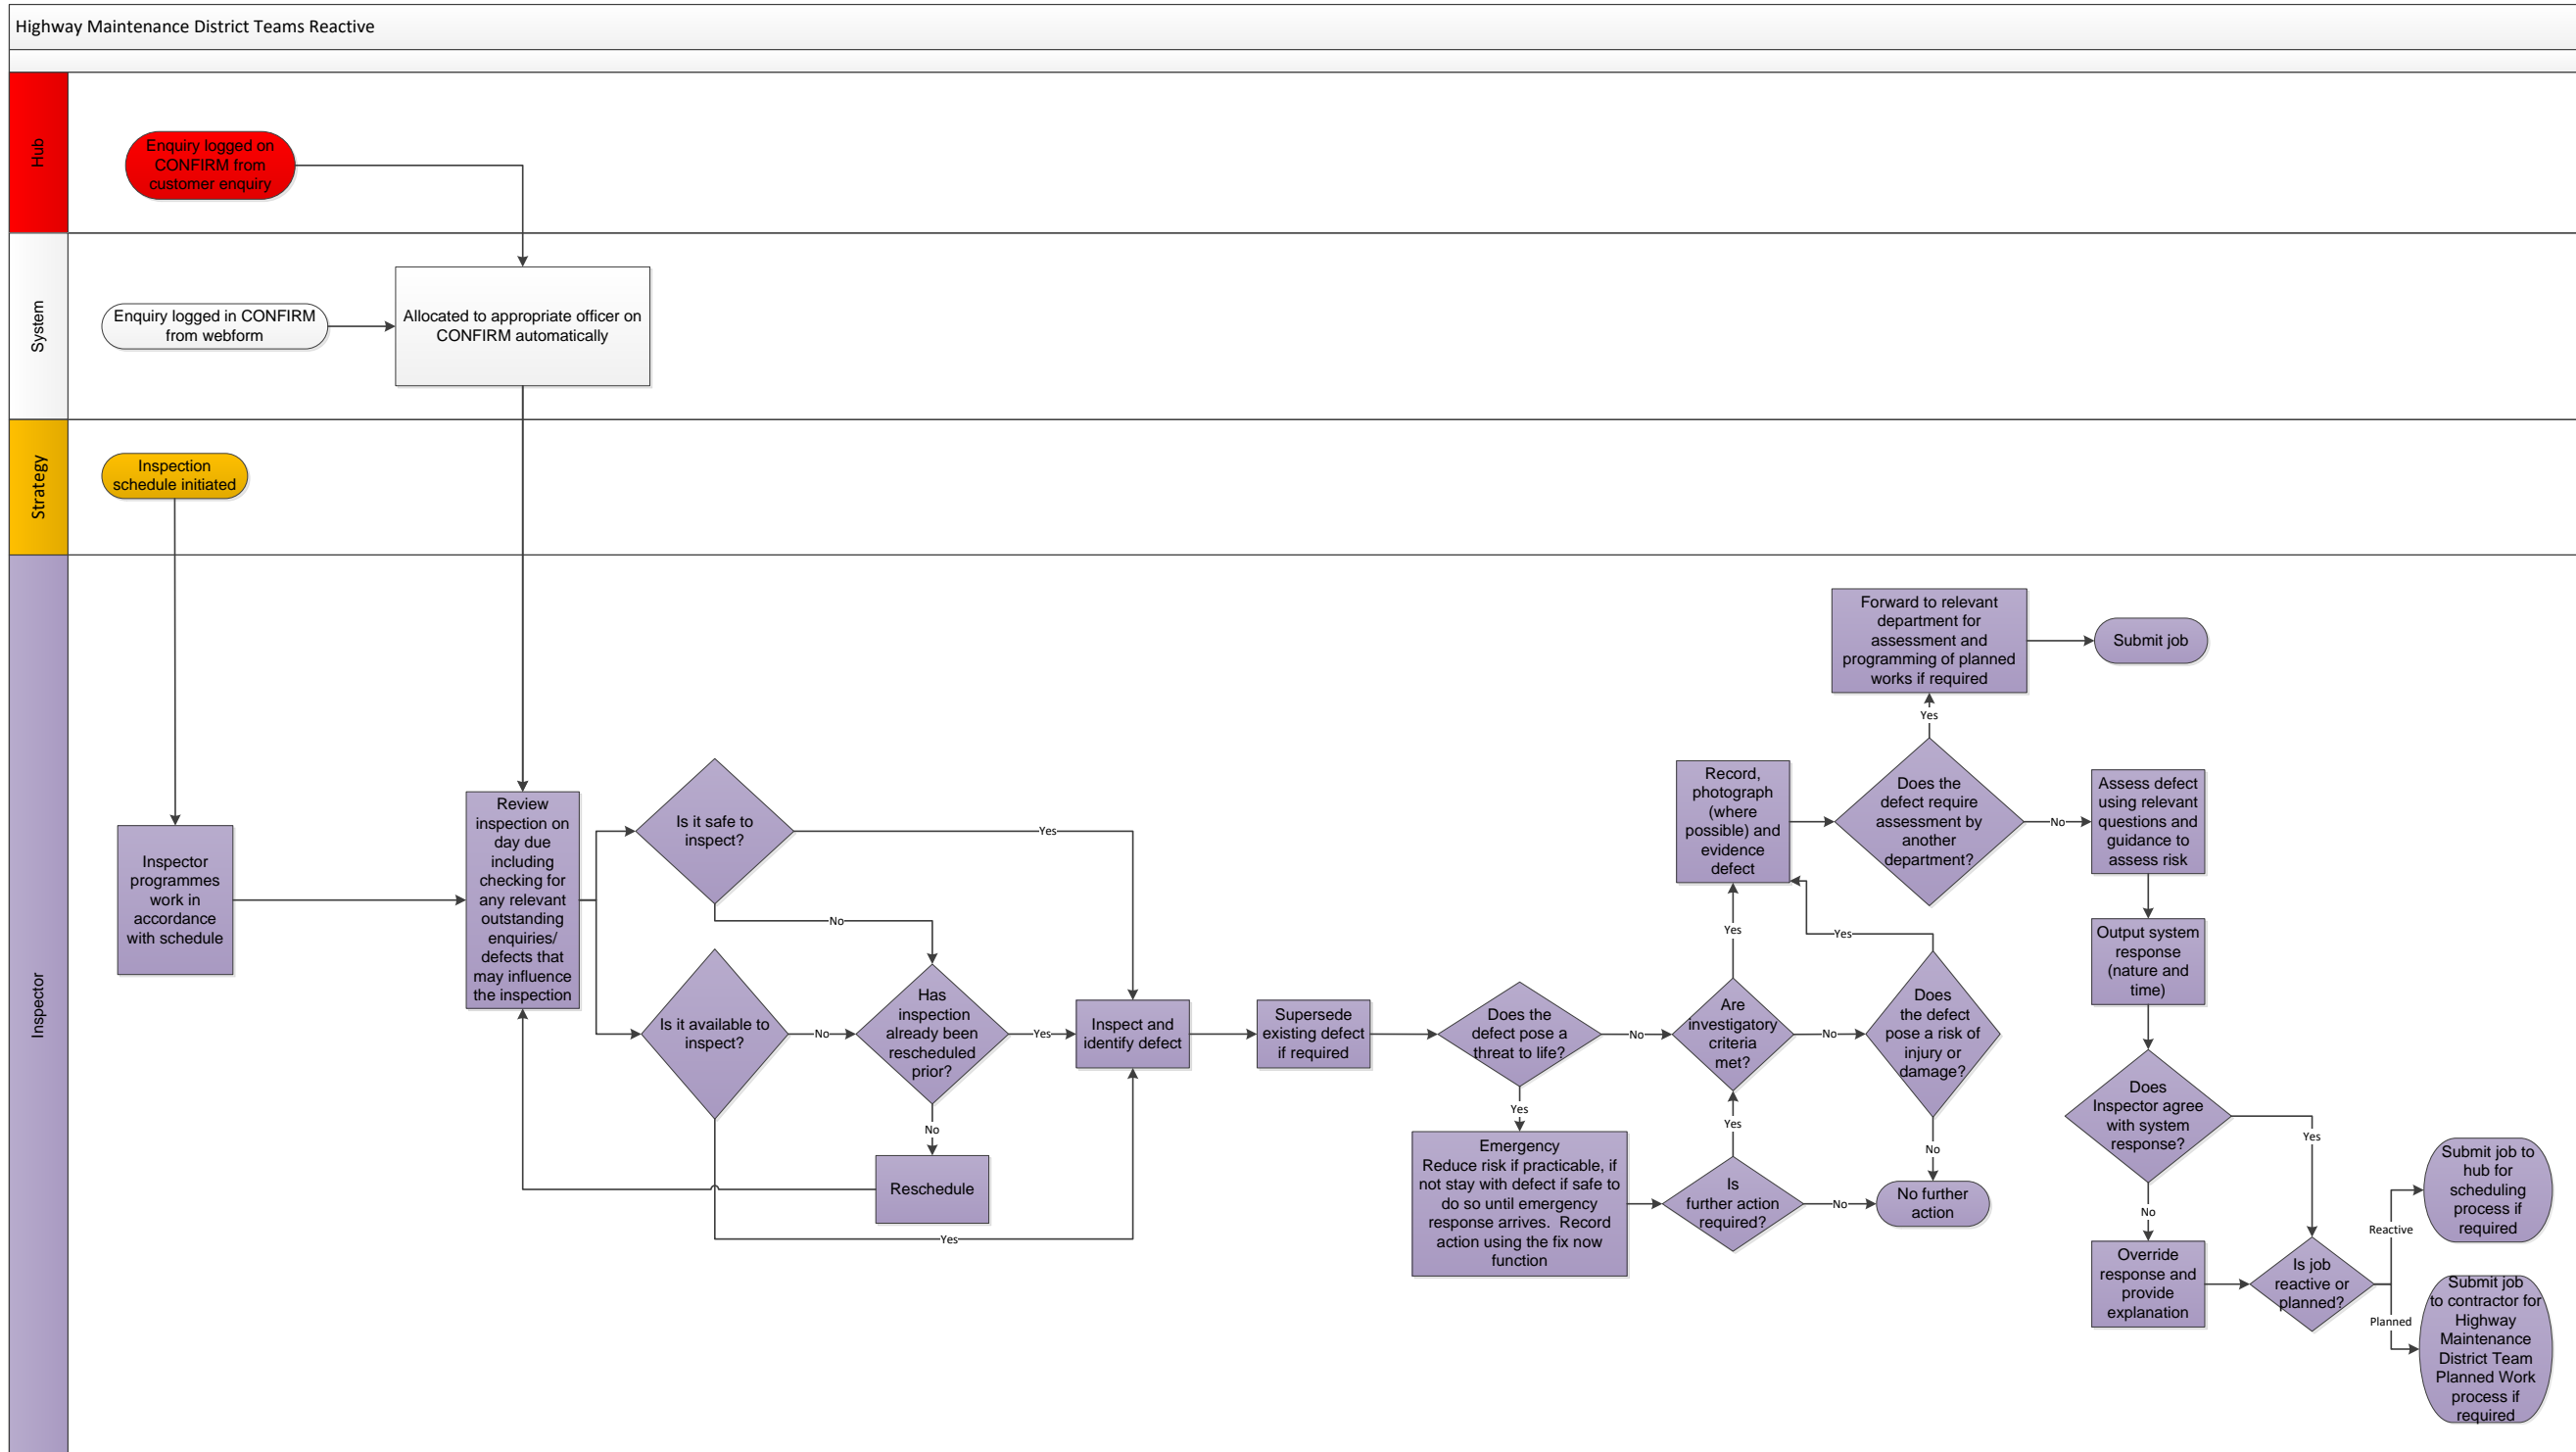 Highway Maintenance District Teams Reactive
Hub
Enquiry logged on
CONFIRM from
customer enquiry
System
Enquiry logged in CONFIRM
from webform
Allocated to appropriate officer on
CONFIRM automatically
Strategy
Inspection
schedule initiated
Inspector
Inspector
programmes
work in
accordance
with schedule
Review
inspection on
day due
including
checking for
any relevant
outstanding
enquiries/
defects that
may influence
the inspection
Is it safe to
inspect?
Yes
No
Is it available to
inspect?
No
Yes
Has
inspection
already been
rescheduled
prior?
Yes
No
Reschedule
Inspect and
identify defect
Supersede
existing defect
if required
Does the
defect pose a
threat to life?
No
Yes
Emergency
Reduce risk if practicable, if
not stay with defect if safe to
do so until emergency
response arrives.  Record
action using the fix now
function
Is
further action
required?
Yes
No
Are
investigatory
criteria
met?
Yes
No
Does
the defect
pose a risk of
injury or
damage?
Yes
No
No further
action
Record,
photograph
(where
possible) and
evidence
defect
Does the
defect require
assessment by
another
department?
Yes
No
Forward to relevant
department for
assessment and
programming of planned
works if required
Submit job
Assess defect
using relevant
questions and
guidance to
assess risk
Output system
response
(nature and
time)
Does
Inspector agree
with system
response?
Yes
No
Override
response and
provide
explanation
Is job
reactive or
planned?
Reactive
Planned
Submit job to
hub for
scheduling
process if
required
Submit job
to contractor for
Highway
Maintenance
District Team
Planned Work
process if
required